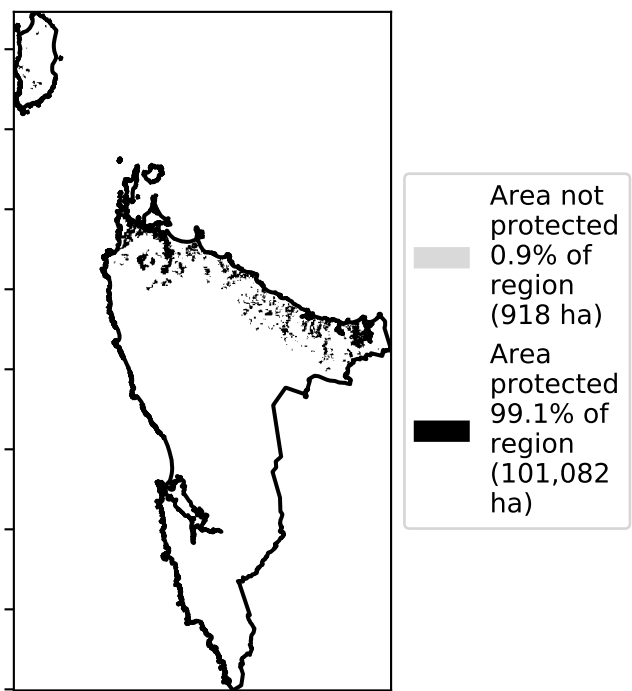 Area not
protected
0.9% of
region
(918 ha)
Area
protected
99.1% of
region
(101,082
ha)